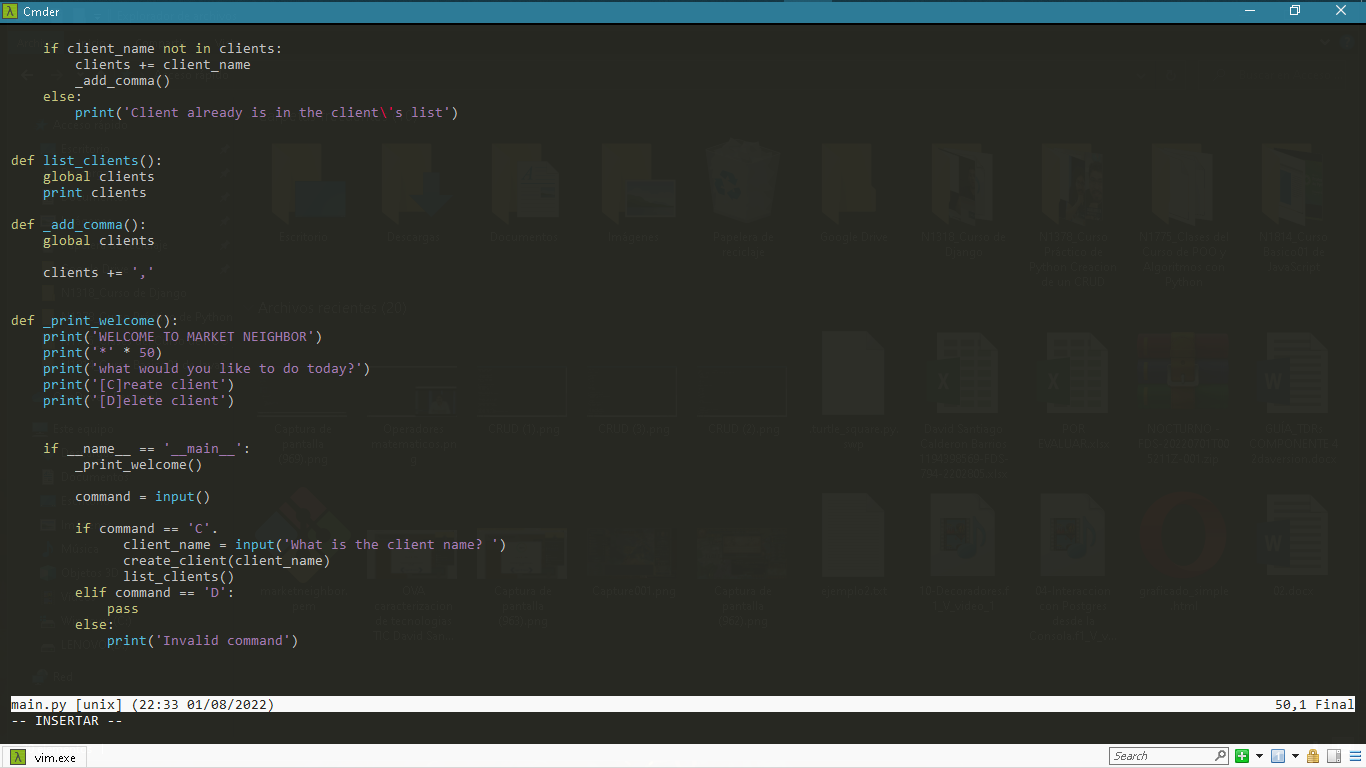 Cmder
    if client_name not in clients:
        clients += client_name
        _add_comma()
    else:
        print('Client already is in the client\'s list')
def list_clients():
    global clients
    print clients
def _add_comma():
    global clients
    clients += ','
def _print_welcome():
    print('WELCOME TO MARKET NEIGHBOR')
    print('*' * 50)
    print('what would you like to do today?')
    print('[C]reate client')
    print('[D]elete client')
    if __name__ == '__main__':
        _print_welcome()
        command = input()
        if command == 'C'.
              client_name = input('What is the client name? ')
              create_client(client_name)
              list_clients()
        elif command == 'D':
            pass
        else:
            print('Invalid command')
main.py [unix] (22:33 01/08/2022) 50,1 Final
-- INSERTAR --
vim.exe Search